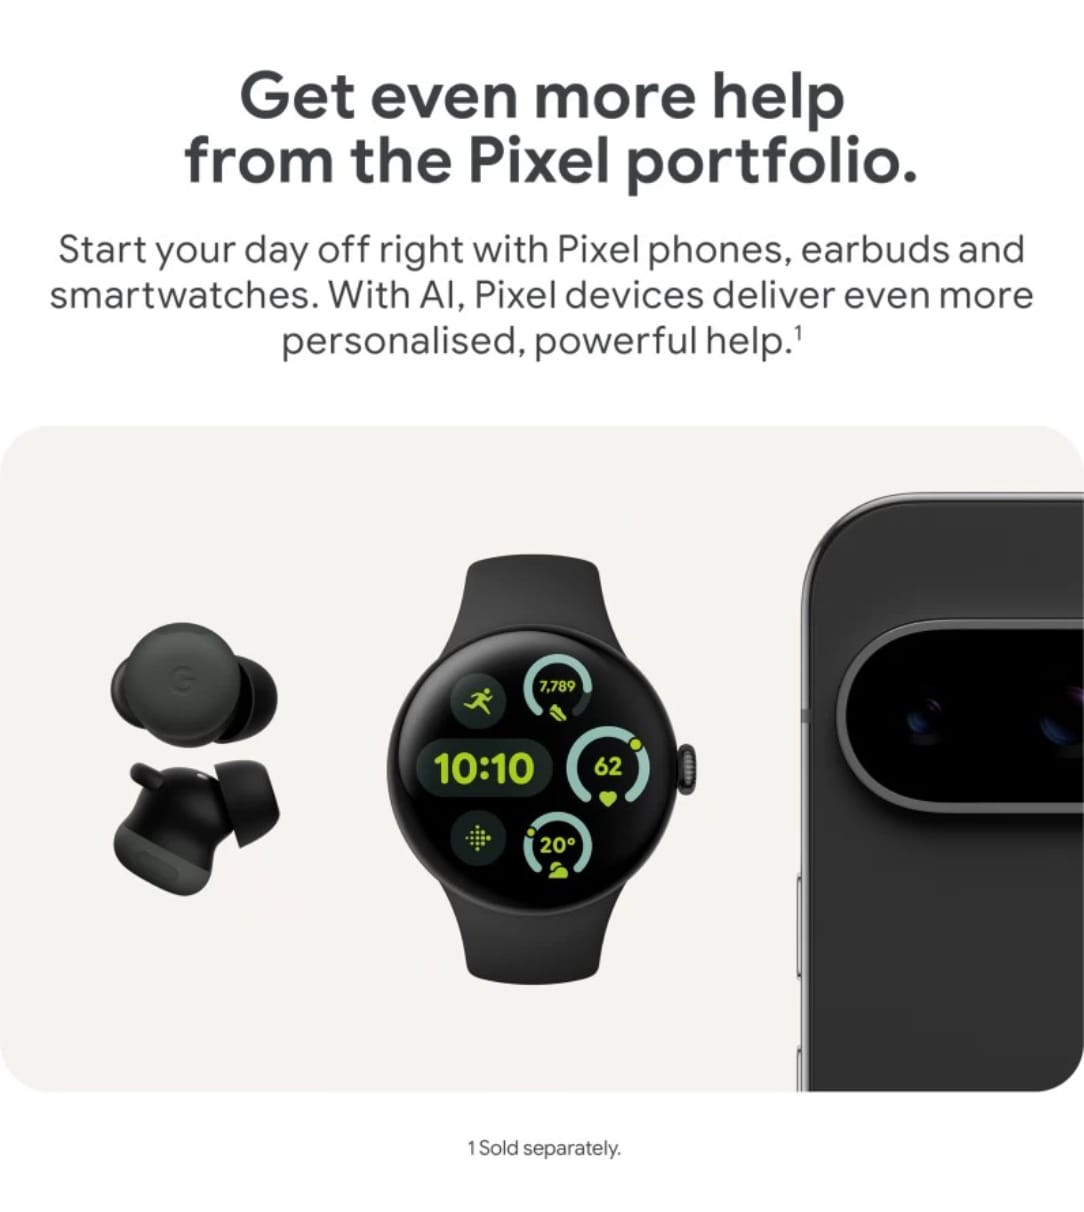 Get even more help
from the Pixel portfolio.
Start your day off right with Pixel phones, earbuds and
smartwatches. With AI, Pixel devices deliver even more
personalised, powerful help.¹
G
7,789
10:10
62
20°
1 Sold separately.